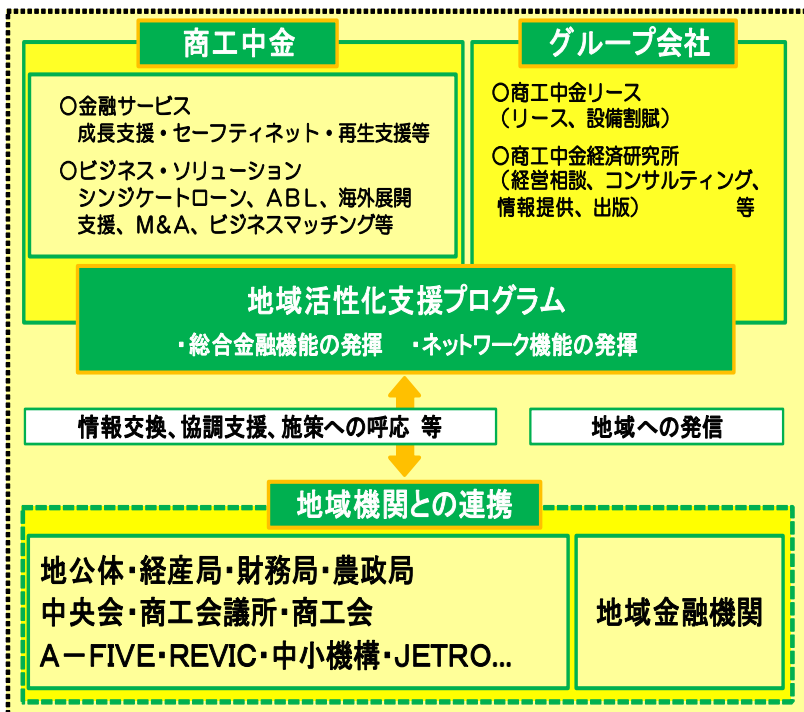 商工中金
○金融サービス
成長支援・セーフティネット・再生支援等
○ビジネス・ソリューション
シンジケートローン、ABL、海外展開
支援、M&A、ビジネスマッチング等
グループ会社
○商工中金リース
（リース、設備割賦）
○商工中金経済研究所
（経営相談、コンサルティング、
情報提供、出版） 等
地域活性化支援プログラム
・総合金融機能の発揮 ・ネットワーク機能の発揮
情報交換、協調支援、施策への呼応 等
地域への発信
地域機関との連携
地公体・経産局・財務局・農政局
中央会・商工会議所・商工会
A－FIVE・REVIC・中小機構・JETRO...
地域金融機関